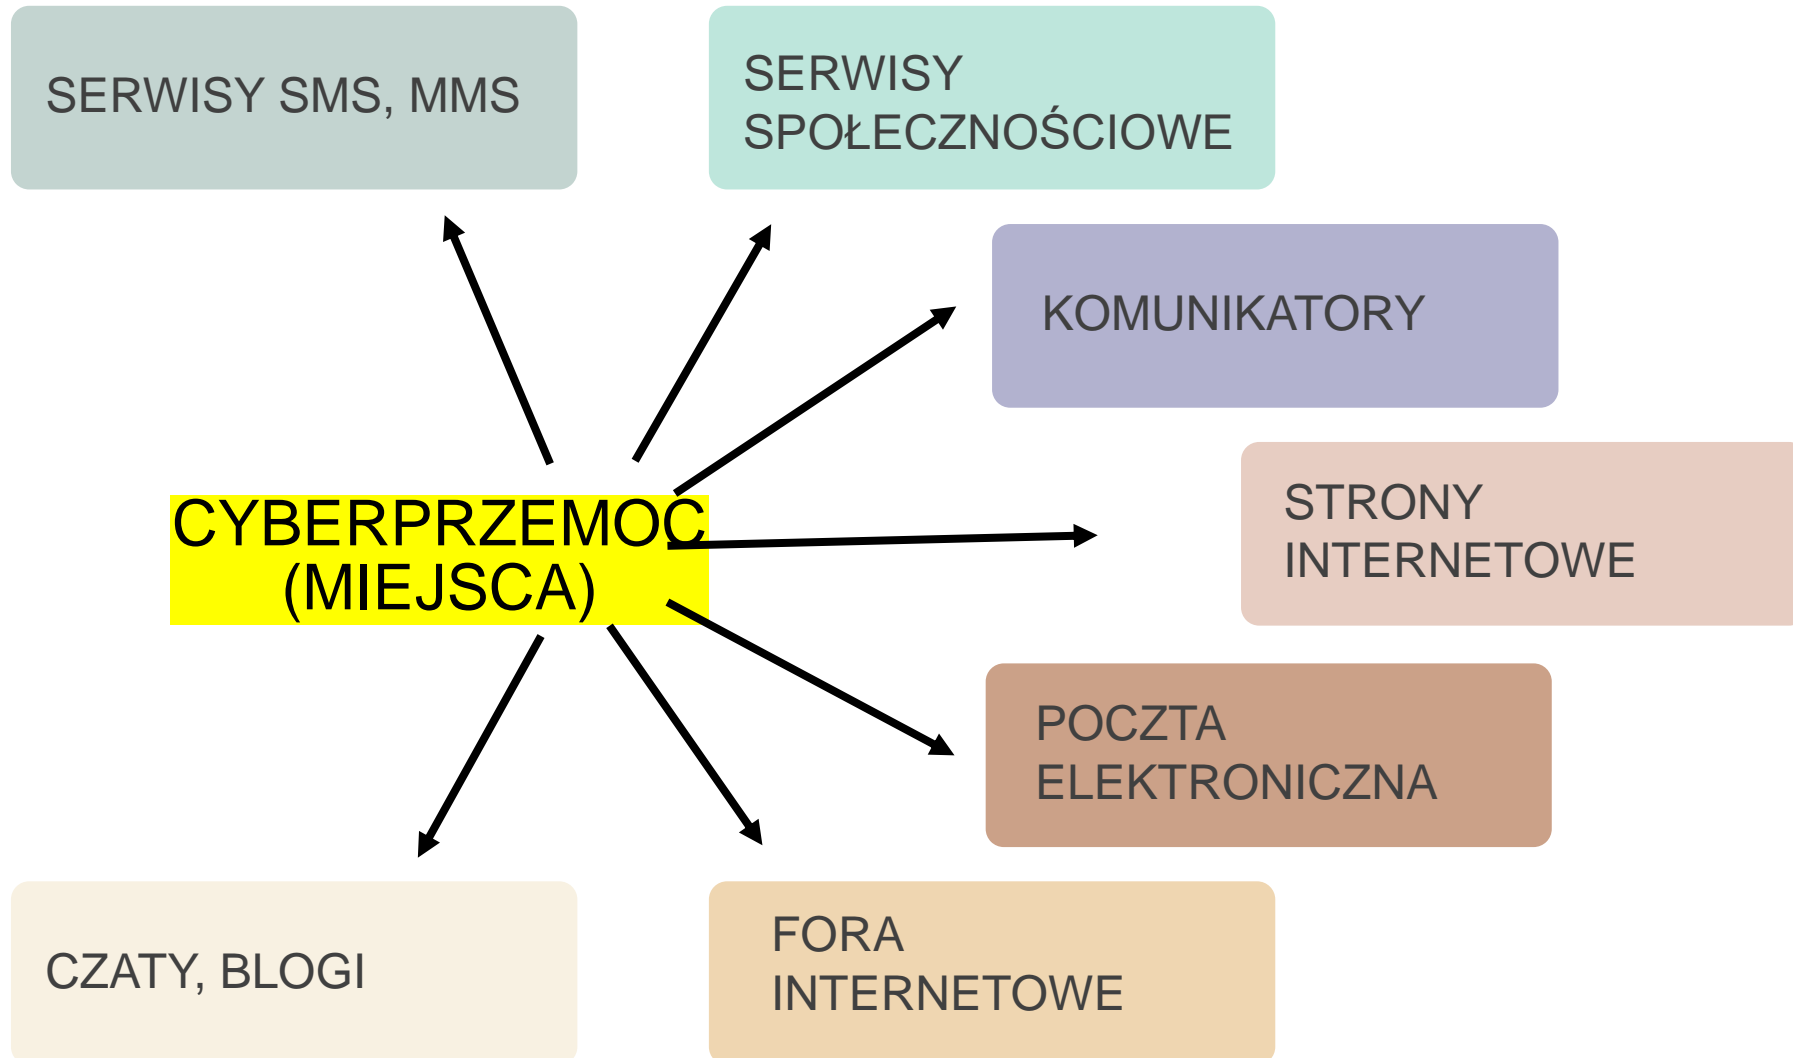 SERWISY SMS, MMS
SERWISY
SPOŁECZNOŚCIOWE
KOMUNIKATORY
CYBERPRZEMOC
(MIEJSCA)
STRONY
INTERNETOWE
POCZTA
ELEKTRONICZNA
CZATY, BLOGI
FORA
INTERNETOWE